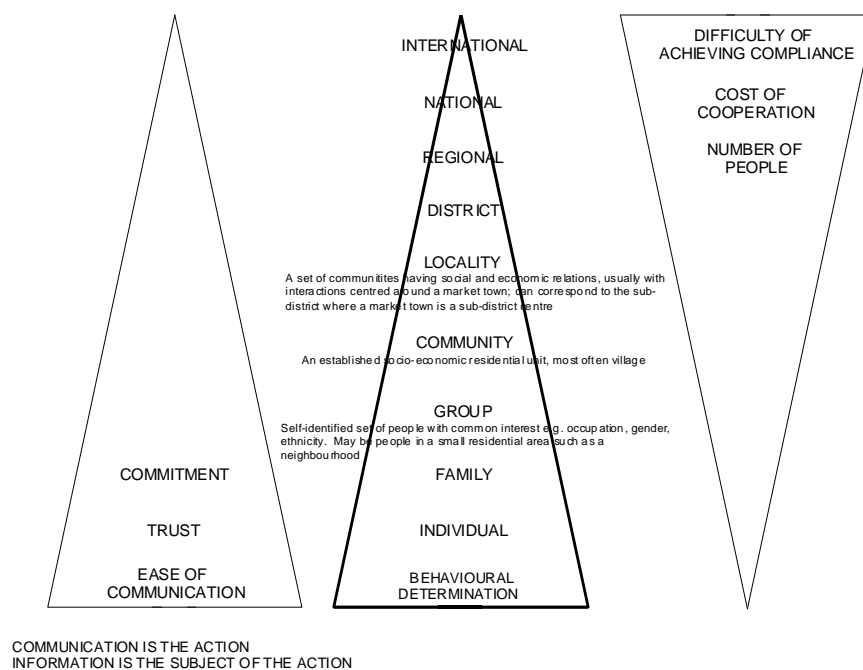 COMMITMENT
TRUST
EASE OF
COMMUNICATION
INTERNATIONAL
NATIONAL
REGIONAL
DISTRICT
LOCALITY
A set of communitites having social and economic relations, usually with
interactions centred around a market town; can correspond to the sub-
district where a market town is a sub-district centre
COMMUNITY
An established socio-economic residential unit, most often village
GROUP
Self-identified set of people with common interest e.g. occupation, gender,
ethnicity. May be people in a small residential area such as a
neighbourhood
FAMILY
INDIVIDUAL
BEHAVIOURAL
DETERMINATION
DIFFICULTY OF
ACHIEVING COMPLIANCE
COST OF
COOPERATION
NUMBER OF
PEOPLE
COMMUNICATION IS THE ACTION
INFORMATION IS THE SUBJECT OF THE ACTION